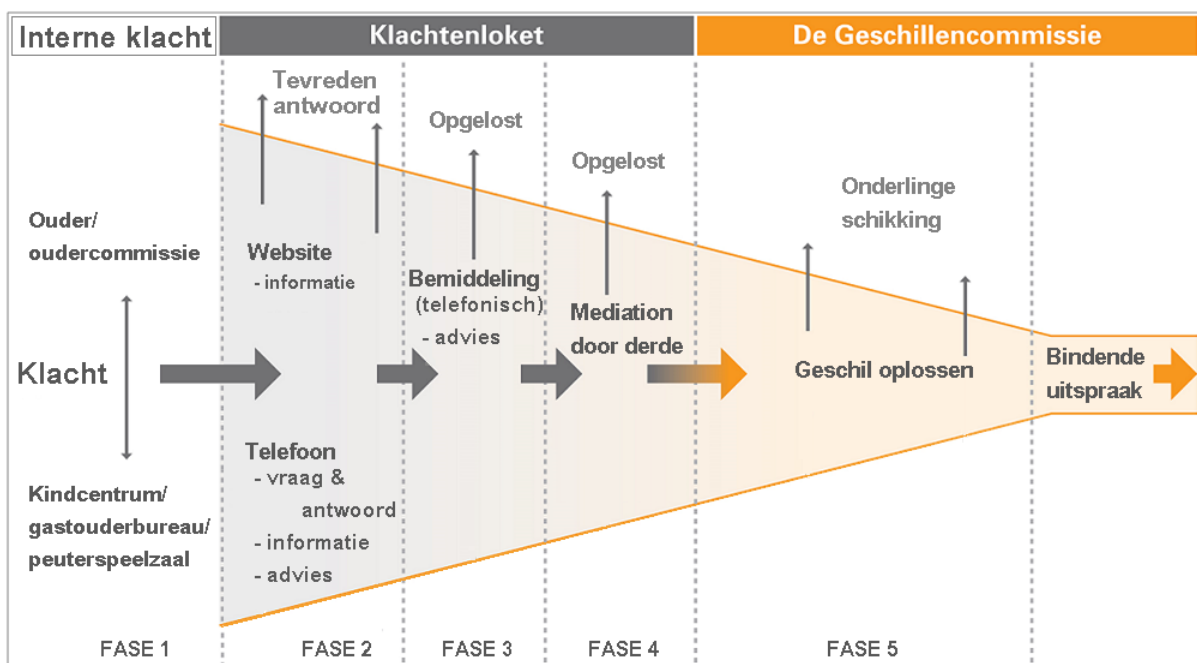 Interne klacht
Klachtenloket
De Geschillencommissie
Tevreden
antwoord
Opgelost
Opgelost
Onderlinge
schikking
Ouder/
oudercommissie
Klacht
Kindcentrum/
gastouderbureau/
peuterspeelzaal
Website
- informatie
Telefoon
- vraag &
antwoord
- informatie
- advies
Bemiddeling
(telefonisch)
- advies
Mediation
door derde
Geschil oplossen
Bindende
uitspraak
FASE 1
FASE 2
FASE 3
FASE 4
FASE 5